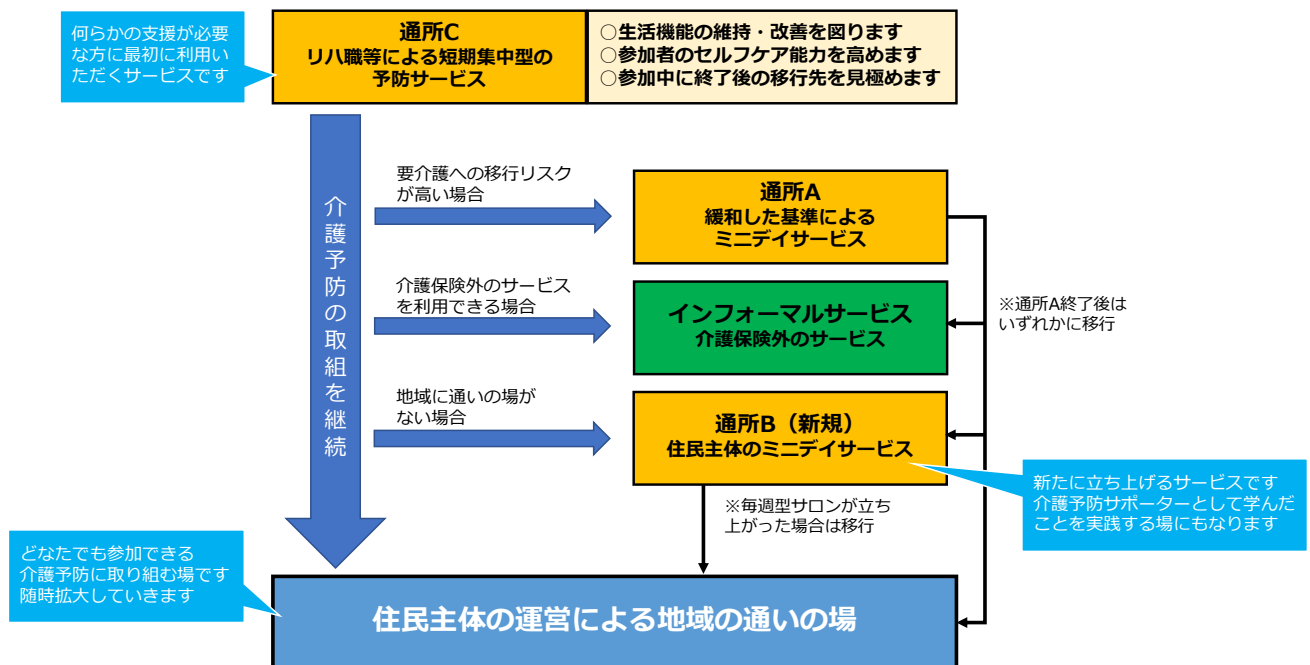 何らかの支援が必要
な方に最初に利用い
ただくサービスです
通所C
リハ職等による短期集中型の
予防サービス
○生活機能の維持・改善を図ります
○参加者のセルフケア能力を高めます
○参加中に終了後の移行先を見極めます
介護予防の取組を継続
要介護への移行リスク
が高い場合
通所A
緩和した基準による
ミニデイサービス
介護保険外のサービス
を利用できる場合
インフォーマルサービス
介護保険外のサービス
※通所A終了後は
いずれかに移行
地域に通いの場が
ない場合
通所B（新規）
住民主体のミニデイサービス
新たに立ち上げるサービスです
介護予防サポーターとして学んだ
ことを実践する場にもなります
※毎週型サロンが立ち
上がった場合は移行
どなたでも参加できる
介護予防に取り組む場です
随時拡大していきます
住民主体の運営による地域の通いの場